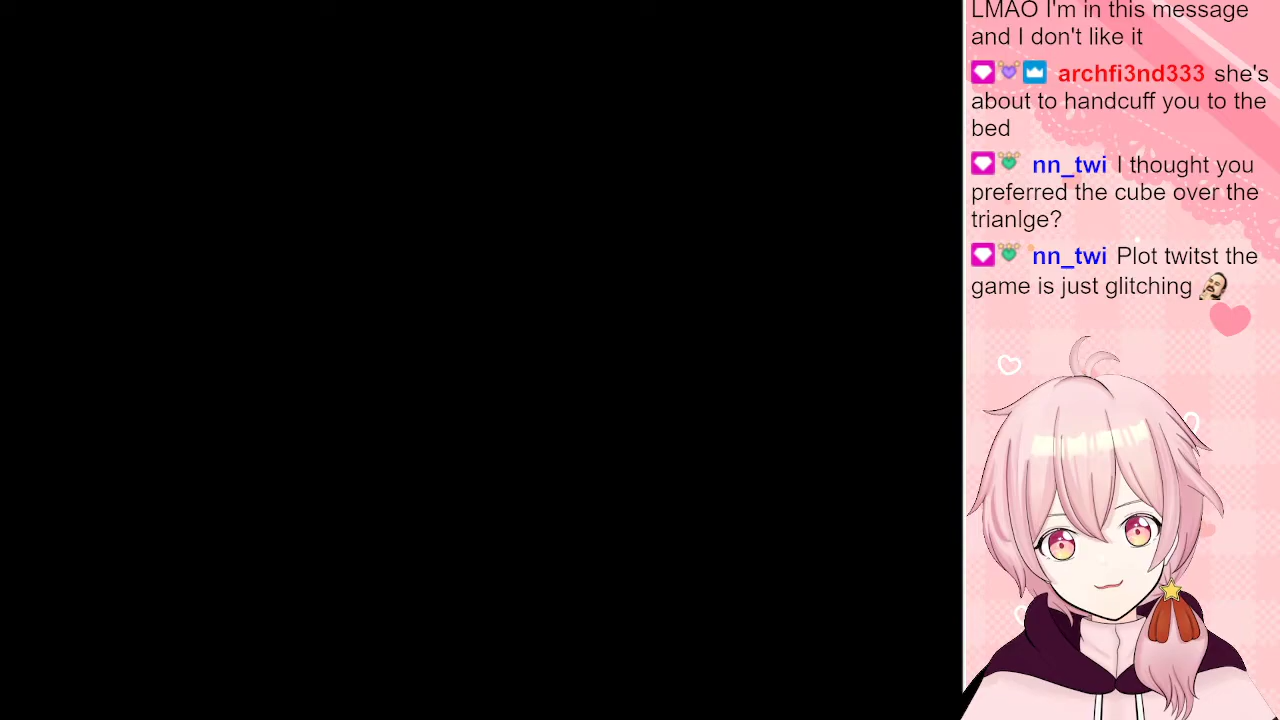 LMAO I'm in this message
and I don't like it
archfi3nd333 she's
about to handcuff you to the
bed
nn_twi I thought you
preferred the cube over the
trianlge?
nn_twi Plot twitst the
game is just glitching